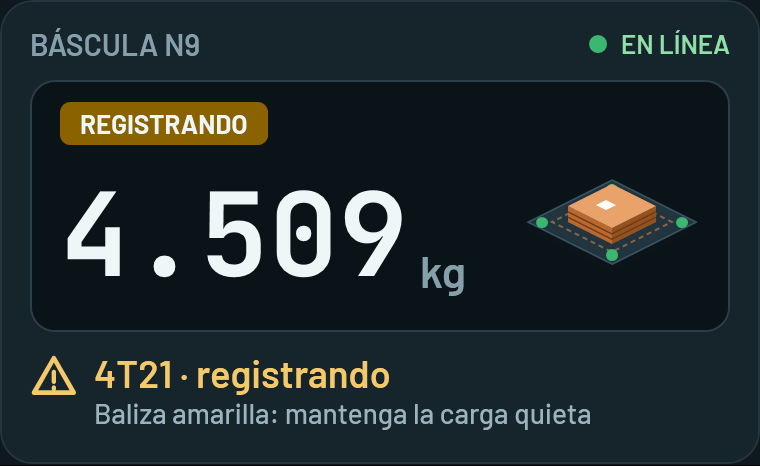 BÁSCULA N9
EN LÍNEA
REGISTRANDO
4.509 kg
4T21 · registrando
Baliza amarilla: mantenga la carga quieta